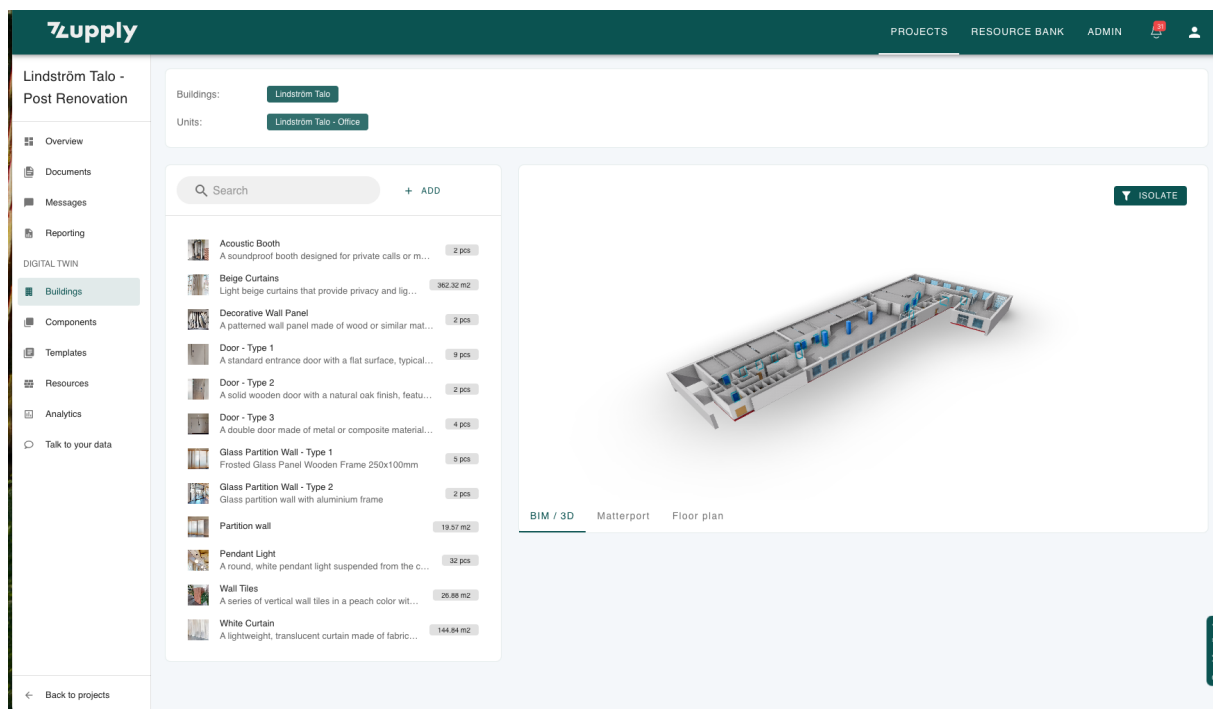 Zupply
PROJECTS
RESOURCE BANK
ADMIN
31
Lindström Talo -
Post Renovation
Overview
Documents
Messages
Reporting
DIGITAL TWIN
Buildings
Components
Templates
Resources
Analytics
Talk to your data
Back to projects
Buildings:
Lindström Talo
Units:
Lindström Talo - Office
Search
+ ADD
Acoustic Booth
A soundproof booth designed for private calls or m...
2 pcs
Beige Curtains
Light beige curtains that provide privacy and lig...
362.32 m2
Decorative Wall Panel
A patterned wall panel made of wood or similar mat...
2 pcs
Door - Type 1
A standard entrance door with a flat surface, typical...
9 pcs
Door - Type 2
A solid wooden door with a natural oak finish, featu...
2 pcs
Door - Type 3
A double door made of metal or composite material...
4 pcs
Glass Partition Wall - Type 1
Frosted Glass Panel Wooden Frame 250x100mm
5 pcs
Glass Partition Wall - Type 2
Glass partition wall with aluminium frame
2 pcs
Partition wall
19.57 m2
Pendant Light
A round, white pendant light suspended from the c...
32 pcs
Wall Tiles
A series of vertical wall tiles in a peach color wit...
26.88 m2
White Curtain
A lightweight, translucent curtain made of fabric...
144.84 m2
ISOLATE
BIM / 3D
Matterport
Floor plan